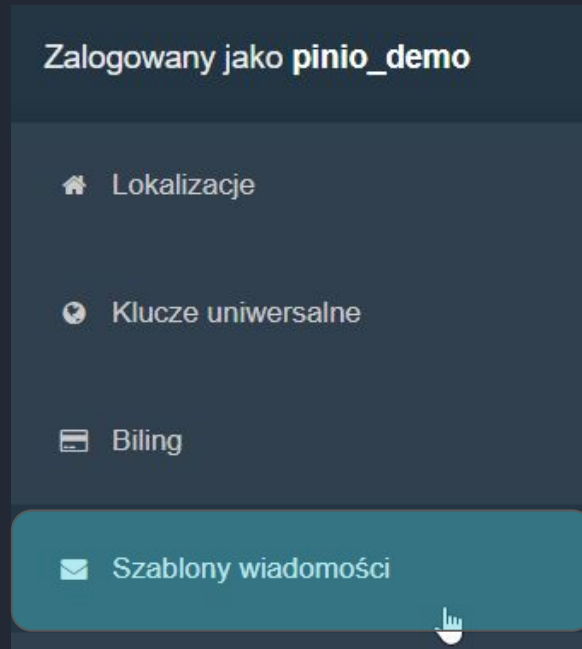 Zalogowany jako pinio_demo
Lokalizacje
Klucze uniwersalne
Biling
Szablony wiadomości